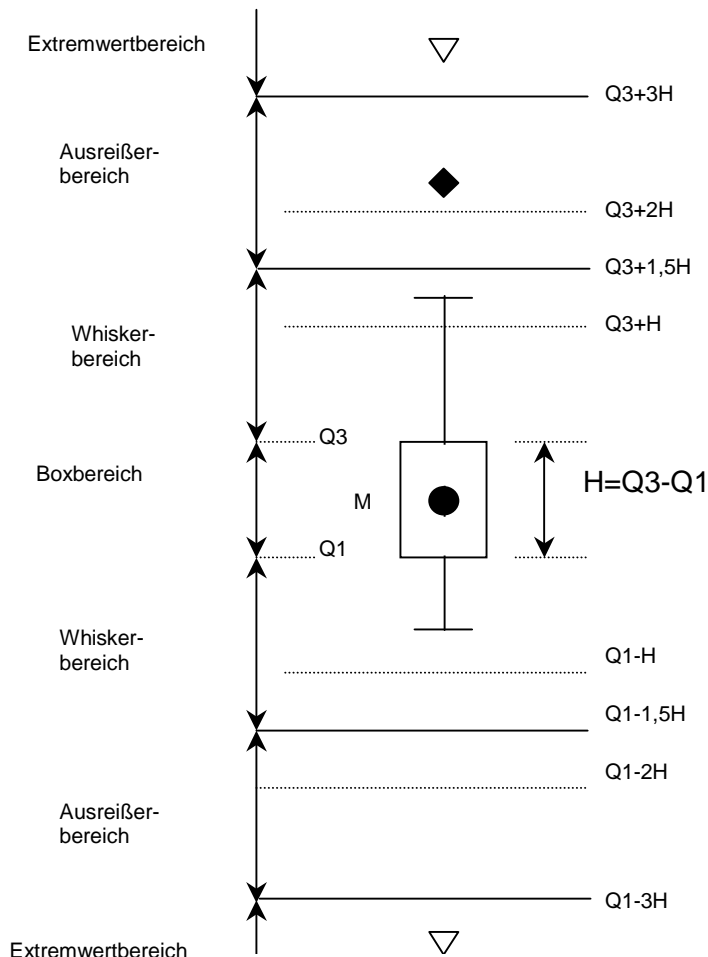 Extremwertbereich
Q3+3H
Ausreißer-
bereich
Q3+2H
Q3+1,5H
Whisker-
bereich
Q3+H
Q3
Boxbereich
M
H=Q3-Q1
Q1
Whisker-
bereich
Q1-H
Q1-1,5H
Q1-2H
Ausreißer-
bereich
Q1-3H
Extremwertbereich